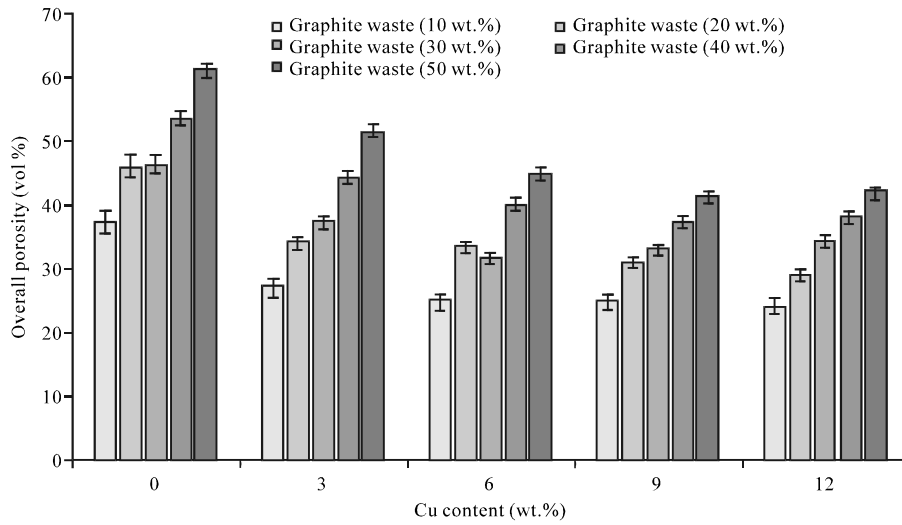 70
60
50
40
30
20
10
0
Overall porosity (vol %)
Graphite waste (10 wt.%)
Graphite waste (20 wt.%)
Graphite waste (30 wt.%)
Graphite waste (40 wt.%)
Graphite waste (50 wt.%)
0
3
6
9
12
Cu content (wt.%)